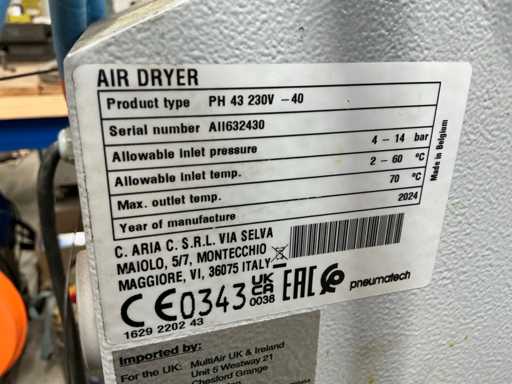 AIR DRYER
Product type PH 43 230V -40
Serial number AII632430
Allowable Inlet pressure 4 - 14 bar
Allowable Inlet temp. 2 - 60 °C
Max. outlet temp. 70 °C
Year of manufacture 2024
Made in Belgium
C. ARIA C. S.R.L. VIA SELVA
MAIOLO, 5/7, MONTECCHIO
MAGGIORE, VI, 36075 ITALY
CE0343 UKCA 0038 EAC pneumatech
1629 2202 43
Imported by:
For the UK: MultiAir UK & Ireland
Unit 5 Westway 21
Chesford Grange